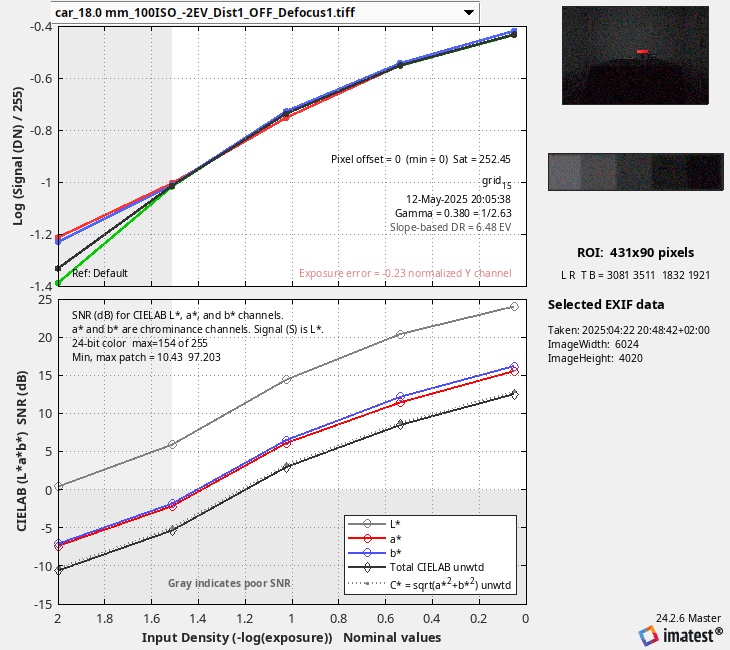 car_18.0 mm_100ISO_-2EV_Dist1_OFF_Defocus1.tiff
-0.4
-0.6
-0.8
-1
-1.2
-1.4
Log (Signal (DN) / 255)
Pixel offset = 0 (min = 0) Sat = 252.45
grid_15
12-May-2025 20:05:38
Gamma = 0.380 = 1/2.63
Slope-based DR = 6.48 EV
Ref: Default
Exposure error = -0.23 normalized Y channel
ROI: 431x90 pixels
L R T B = 3081 3511 1832 1921
Selected EXIF data
Taken: 2025:04:22 20:48:42+02:00
ImageWidth: 6024
ImageHeight: 4020
25
20
15
10
5
0
-5
-10
-15
CIELAB (L*a*b*) SNR (dB)
SNR (dB) for CIELAB L*, a*, and b* channels.
a* and b* are chrominance channels. Signal (S) is L*.
24-bit color max=154 of 255
Min, max patch = 10.43 97.203
L*
a*
b*
Total CIELAB unwtd
C* = sqrt(a*²+b*²) unwtd
Gray indicates poor SNR
2 1.8 1.6 1.4 1.2 1 0.8 0.6 0.4 0.2 0
Input Density (-log(exposure)) Nominal values
24.2.6 Master
imatest®